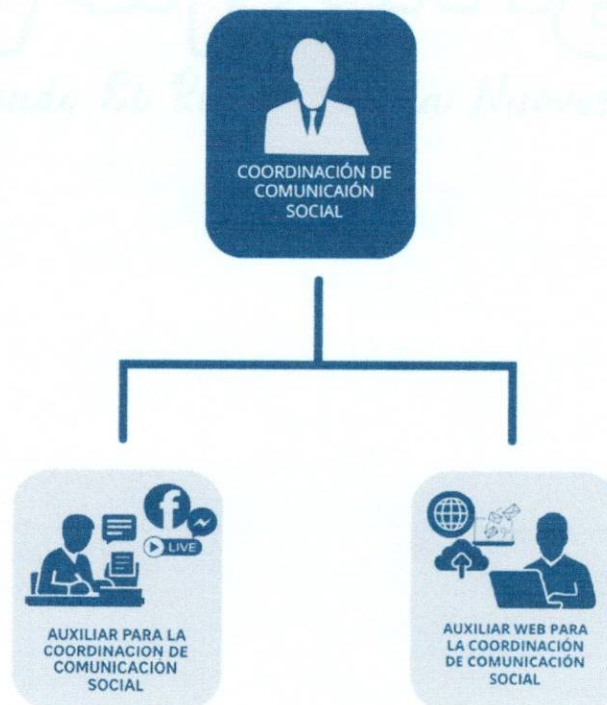 COORDINACIÓN DE
COMUNICAIÓN
SOCIAL
LIVE
AUXILIAR PARA LA
COORDINACION DE
COMUNICACIÓN
SOCIAL
AUXILIAR WEB PARA
LA COORDINACIÓN
DE COMUNICACIÓN
SOCIAL